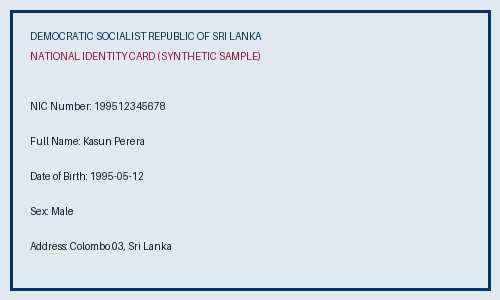 DEMOCRATIC SOCIALIST REPUBLIC OF SRI LANKA
NATIONAL IDENTITY CARD (SYNTHETIC SAMPLE)
NIC Number: 199512345678
Full Name: Kasun Perera
Date of Birth: 1995-05-12
Sex: Male
Address: Colombo 03, Sri Lanka